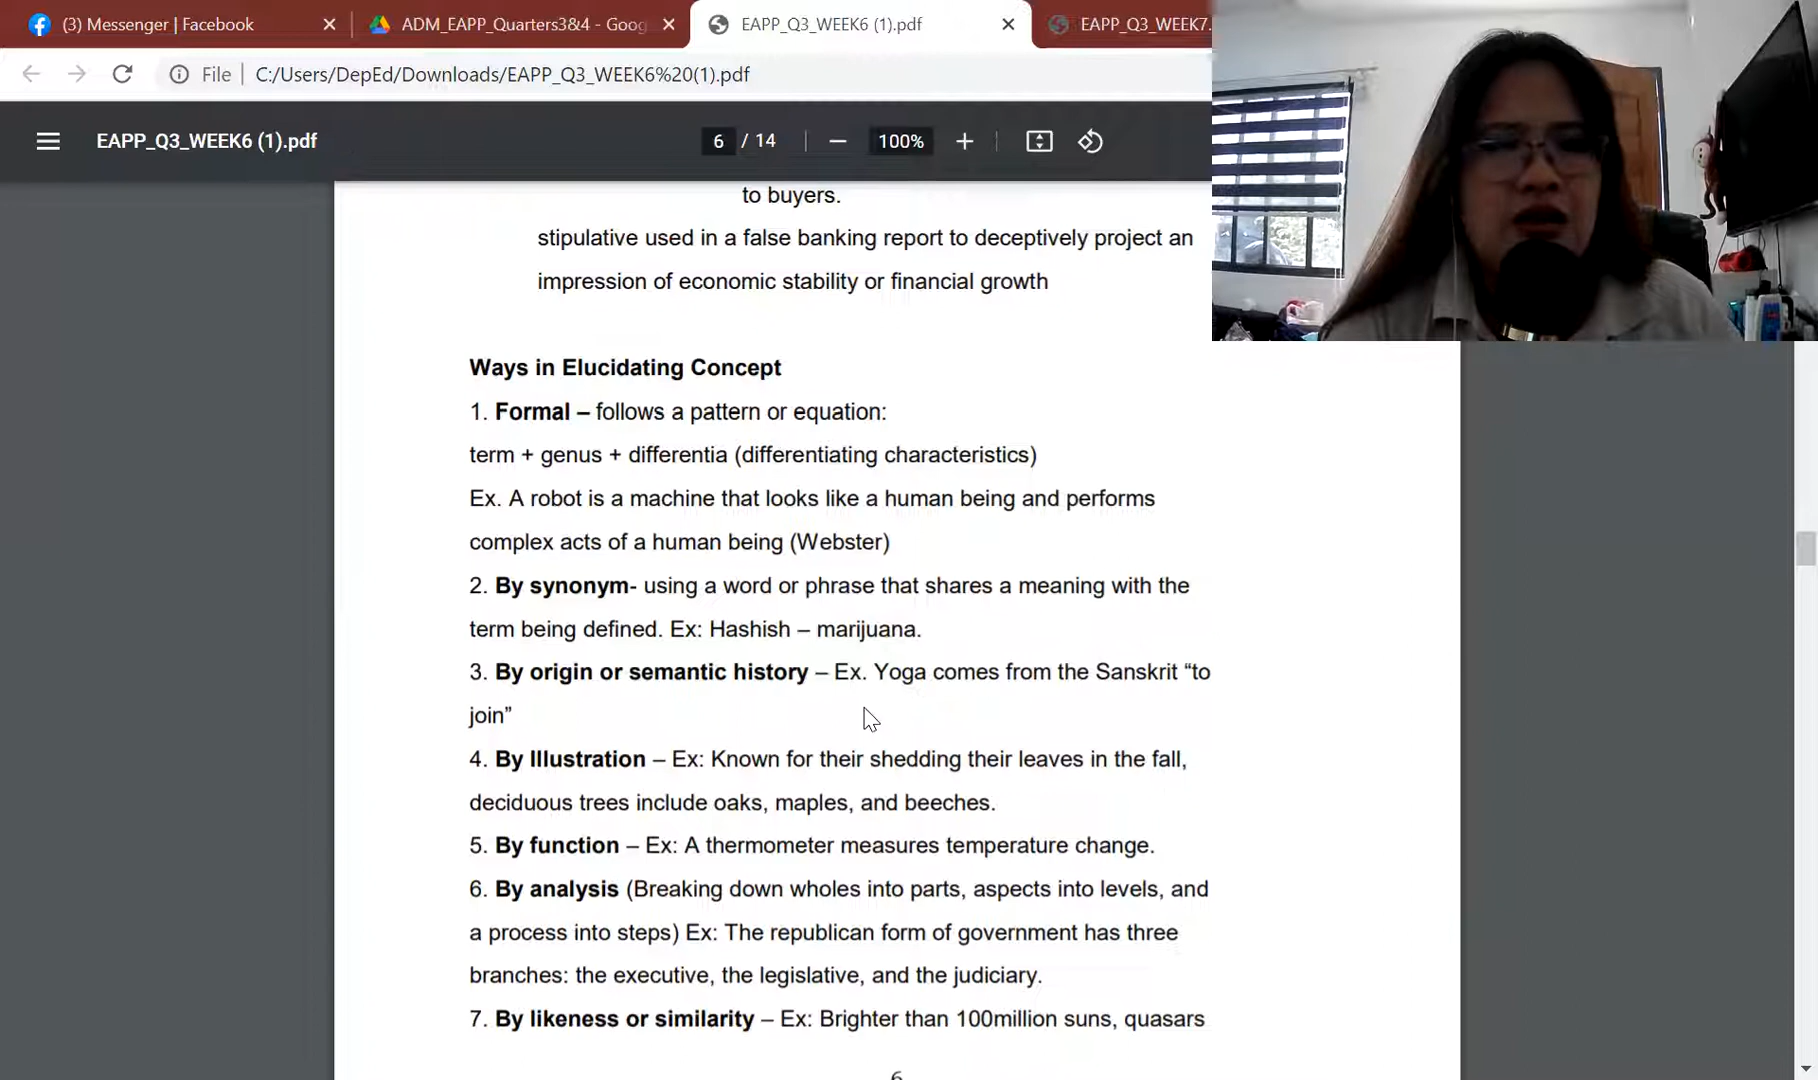 (3) Messenger | Facebook
ADM_EAPP_Quarters3&4 - Goog
EAPP_Q3_WEEK6 (1).pdf
EAPP_Q3_WEEK7.
File
C:/Users/DepEd/Downloads/EAPP_Q3_WEEK6%20(1).pdf
EAPP_Q3_WEEK6 (1).pdf
6 / 14
100%
to buyers.
stipulative used in a false banking report to deceptively project an
impression of economic stability or financial growth
Ways in Elucidating Concept
1. Formal – follows a pattern or equation:
term + genus + differentia (differentiating characteristics)
Ex. A robot is a machine that looks like a human being and performs
complex acts of a human being (Webster)
2. By synonym- using a word or phrase that shares a meaning with the
term being defined. Ex: Hashish – marijuana.
3. By origin or semantic history – Ex. Yoga comes from the Sanskrit “to
join”
4. By Illustration – Ex: Known for their shedding their leaves in the fall,
deciduous trees include oaks, maples, and beeches.
5. By function – Ex: A thermometer measures temperature change.
6. By analysis (Breaking down wholes into parts, aspects into levels, and
a process into steps) Ex: The republican form of government has three
branches: the executive, the legislative, and the judiciary.
7. By likeness or similarity – Ex: Brighter than 100million suns, quasars
6